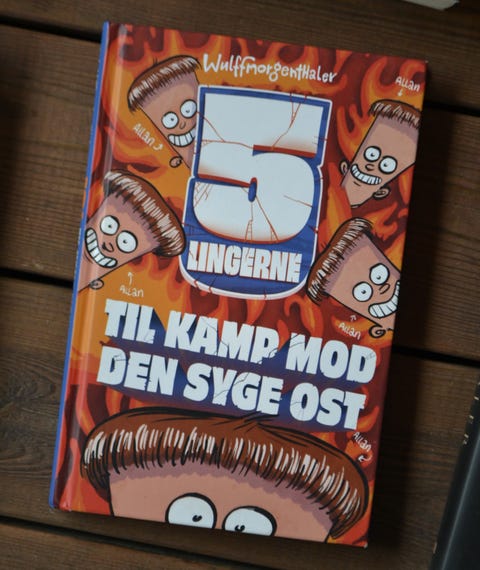 Wulffmorgenthaler
Allan
Allan
5
LINGERNE
Allan
Allan
TIL KAMP MOD
DEN SYGE OST
Allan